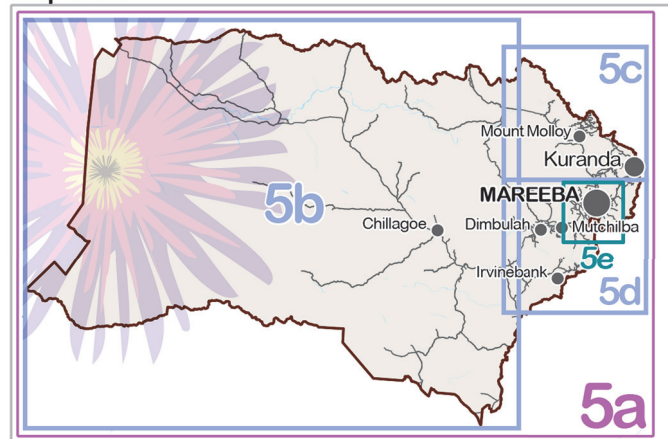 5c
Mount Molloy
Kuranda
MAREEBA
5b
Chillagoe
Dimbulah
Mutchilba
5e
Irvinebank
5d
5a